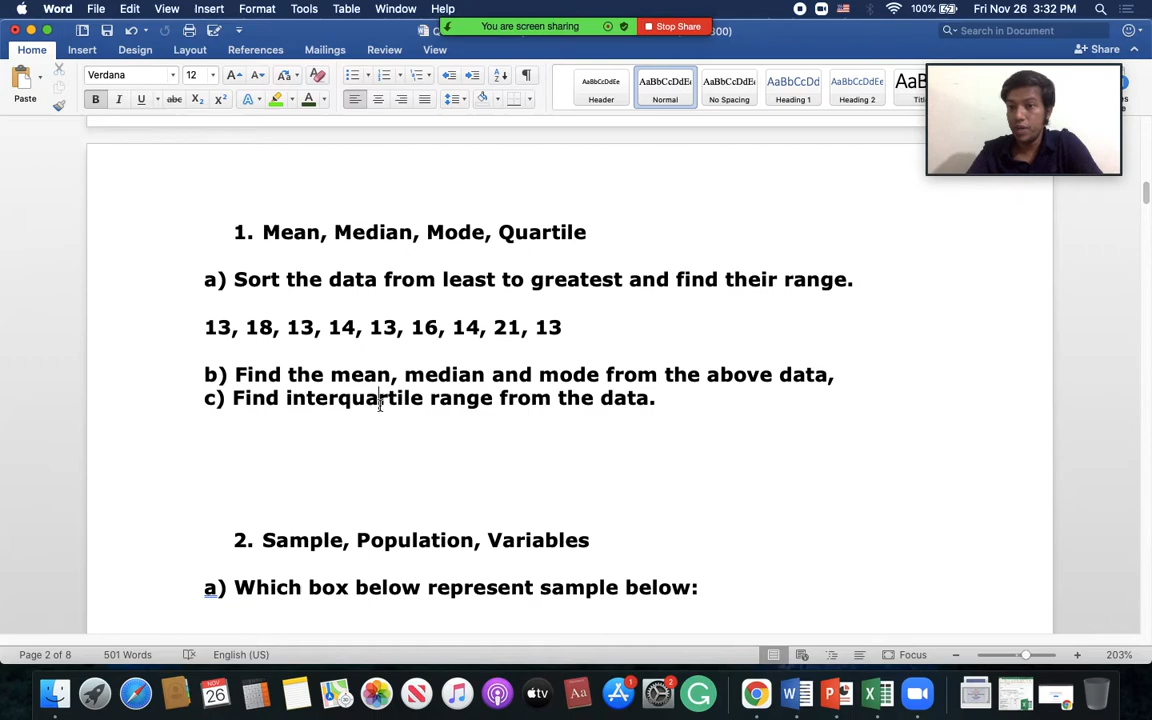 Word File Edit View Insert Format Tools Table Window Help
100% Fri Nov 26 3:32 PM
You are screen sharing Stop Share
Search in Document
Home Insert Design Layout References Mailings Review View
Share
Paste
Verdana 12
AaBbCcDdEe AaBbCcDdEe AaBbCcDdEe AaBbCcDd AaBbCcDdEe
Header Normal No Spacing Heading 1 Heading 2
1. Mean, Median, Mode, Quartile
a) Sort the data from least to greatest and find their range.
13, 18, 13, 14, 13, 16, 14, 21, 13
b) Find the mean, median and mode from the above data,
c) Find interquartile range from the data.
2. Sample, Population, Variables
a) Which box below represent sample below:
Page 2 of 8 501 Words English (US) Focus 203%